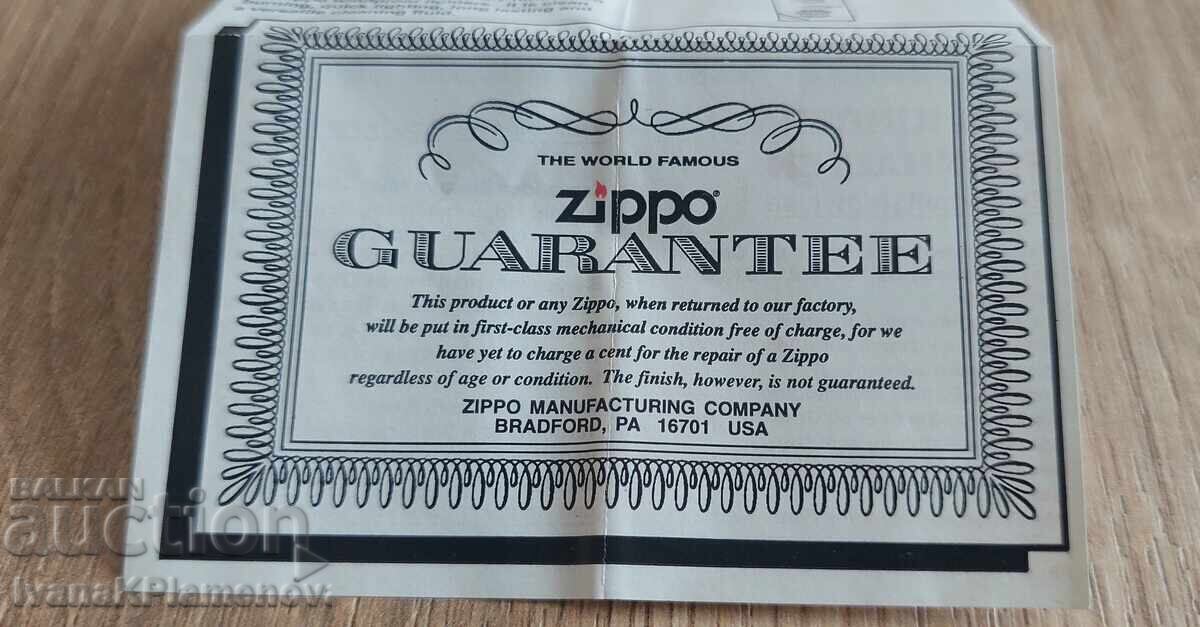 THE WORLD FAMOUS
zippo®
GUARANTEE
This product or any Zippo, when returned to our factory,
will be put in first-class mechanical condition free of charge, for we
have yet to charge a cent for the repair of a Zippo
regardless of age or condition. The finish, however, is not guaranteed.
ZIPPO MANUFACTURING COMPANY
BRADFORD, PA 16701 USA
BALKAN
auction
IvanaKPlamenov.